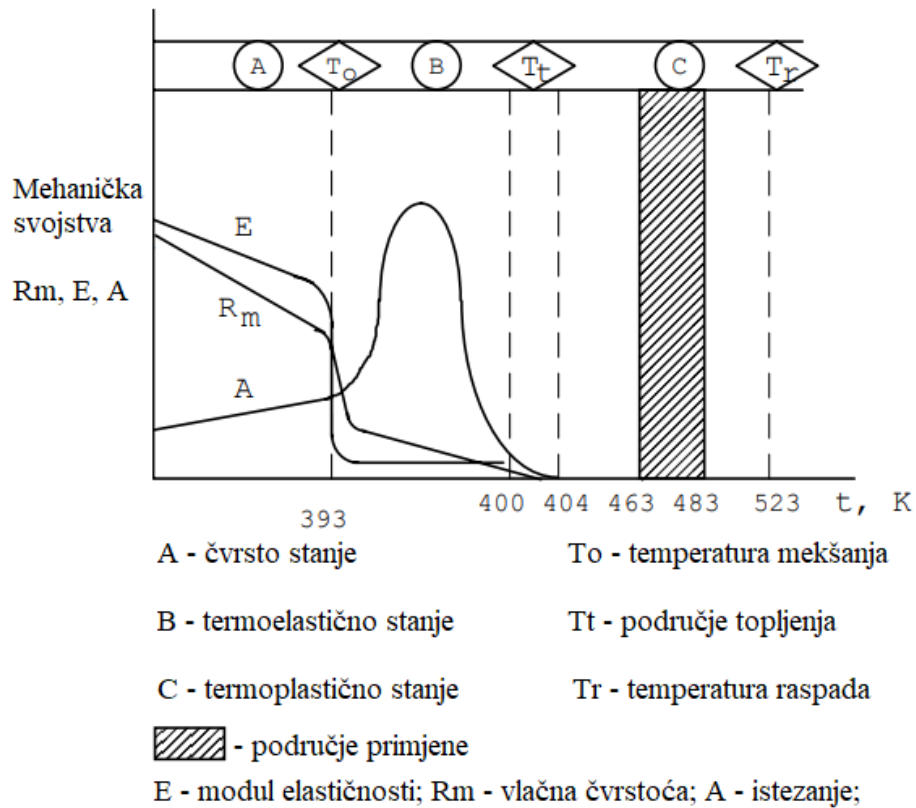 A To B Tt C Tr
Mehanička
svojstva
Rm, E, A
E
Rm
A
393 400 404 463 483 523 t, K
A - čvrsto stanje To - temperatura mekšanja
B - termoelastično stanje Tt - područje topljenja
C - termoplastično stanje Tr - temperatura raspada
- područje primjene
E - modul elastičnosti; Rm - vlačna čvrstoća; A - istezanje;